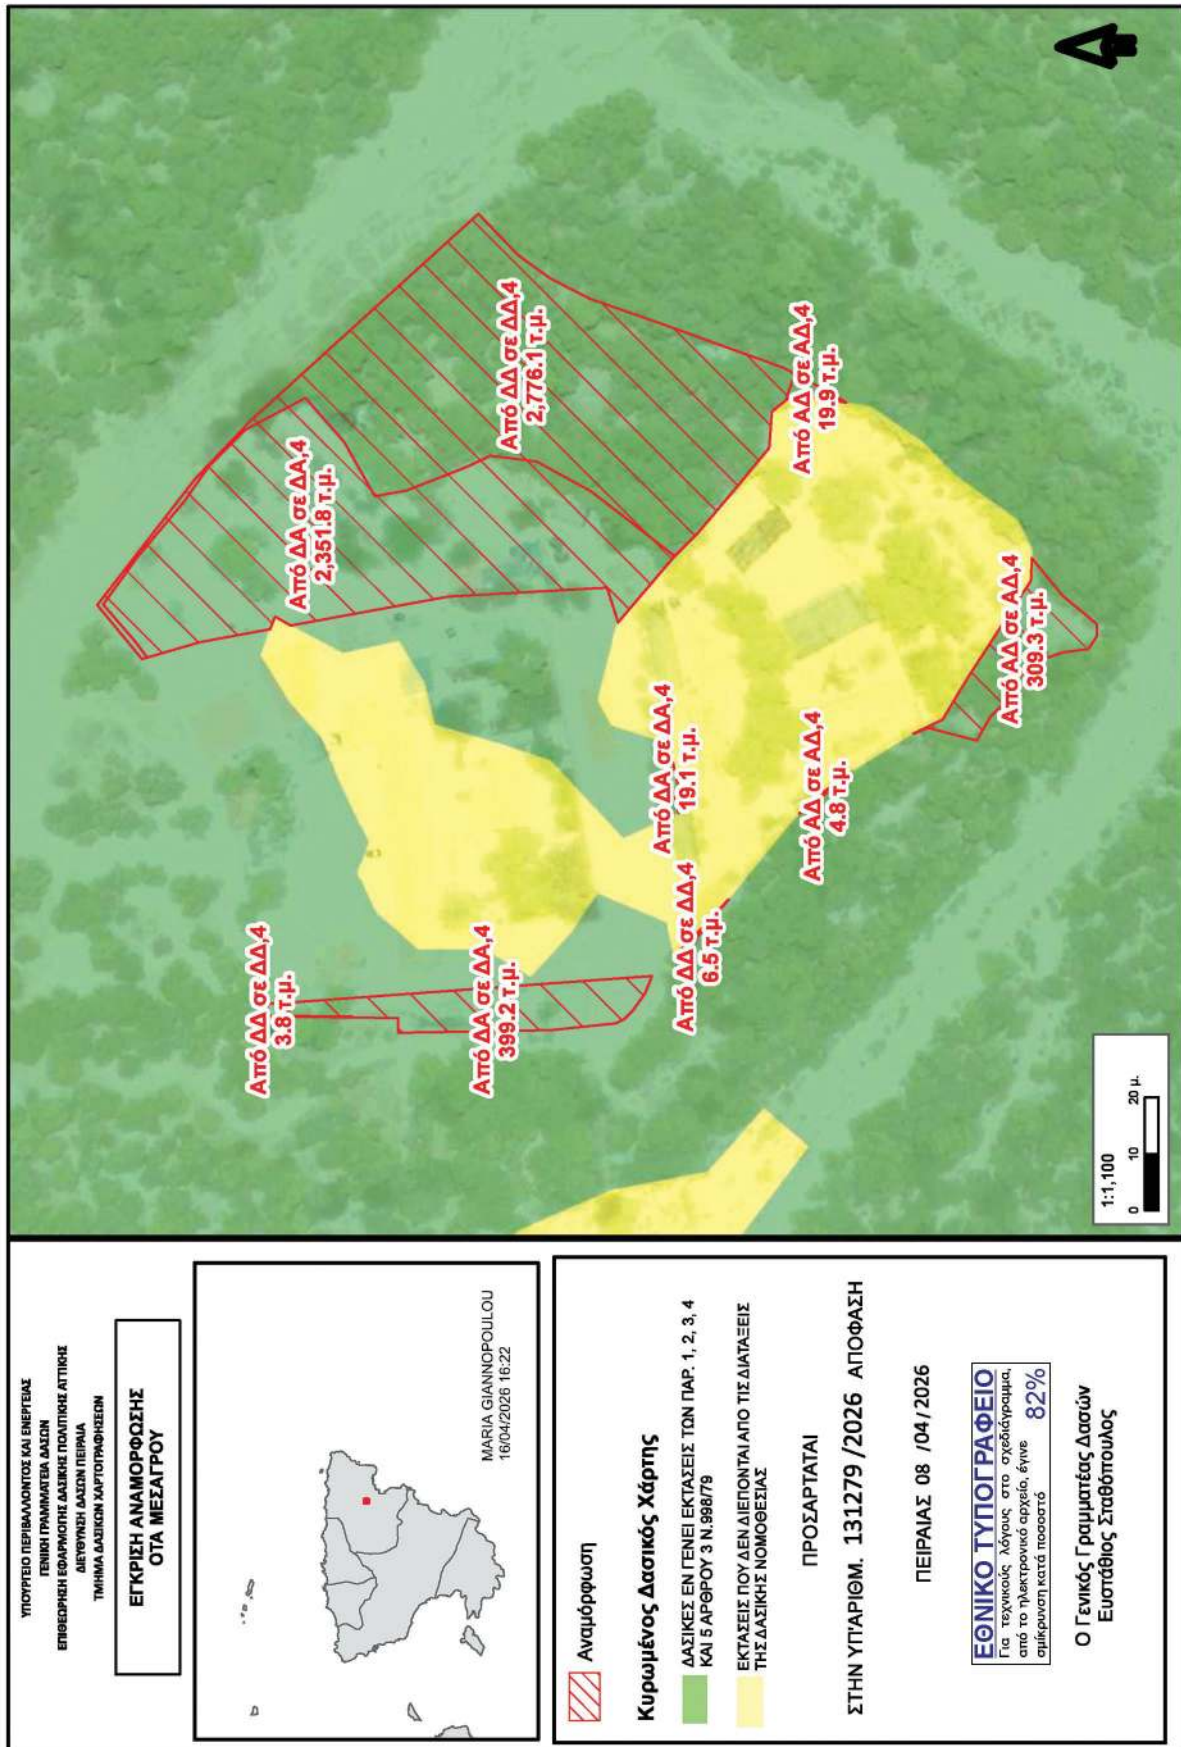 ΥΠΟΥΡΓΕΙΟ ΠΕΡΙΒΑΛΛΟΝΤΟΣ ΚΑΙ ΕΝΕΡΓΕΙΑΣ
ΓΕΝΙΚΗ ΓΡΑΜΜΑΤΕΙΑ ΔΑΣΩΝ
ΕΠΙΘΕΩΡΗΣΗ ΕΦΑΡΜΟΓΗΣ ΔΑΣΙΚΗΣ ΠΟΛΙΤΙΚΗΣ ΑΤΤΙΚΗΣ
ΔΙΕΥΘΥΝΣΗ ΔΑΣΩΝ ΠΕΙΡΑΙΑ
ΤΜΗΜΑ ΔΑΣΙΚΩΝ ΧΑΡΤΟΓΡΑΦΗΣΕΩΝ
ΕΓΚΡΙΣΗ ΑΝΑΜΟΡΦΩΣΗΣ
ΟΤΑ ΜΕΣΑΓΡΟΥ
MARIA GIANNOPOULOU
16/04/2026 16:22
Αναμόρφωση
Κυρωμένος Δασικός Χάρτης
ΔΑΣΙΚΕΣ ΕΝ ΓΕΝΕΙ ΕΚΤΑΣΕΙΣ ΤΩΝ ΠΑΡ. 1, 2, 3, 4
ΚΑΙ 5 ΑΡΘΡΟΥ 3 Ν.998/79
ΕΚΤΑΣΕΙΣ ΠΟΥ ΔΕΝ ΔΙΕΠΟΝΤΑΙ ΑΠΟ ΤΙΣ ΔΙΑΤΑΞΕΙΣ
ΤΗΣ ΔΑΣΙΚΗΣ ΝΟΜΟΘΕΣΙΑΣ
ΠΡΟΣΑΡΤΑΤΑΙ
ΣΤΗΝ ΥΠ'ΑΡΙΘΜ. 131279 /2026 ΑΠΟΦΑΣΗ
ΠΕΙΡΑΙΑΣ 08 /04/2026
ΕΘΝΙΚΟ ΤΥΠΟΓΡΑΦΕΙΟ
Για τεχνικούς λόγους στο σχεδιάγραμμα,
από το ηλεκτρονικό αρχείο, έγινε
σμίκρυνση κατά ποσοστό 82%
Ο Γενικός Γραμματέας Δασών
Ευστάθιος Σταθόπουλος
Από ΔΔ σε ΔΔ,4
3.8 τ.μ.
Από ΔΑ σε ΔΑ,4
2,351.8 τ.μ.
Από ΔΑ σε ΔΑ,4
399.2 τ.μ.
Από ΔΔ σε ΔΔ,4
2,776.1 τ.μ.
Από ΔΔ σε ΔΔ,4
6.5 τ.μ.
Από ΔΑ σε ΔΑ,4
19.1 τ.μ.
Από ΑΔ σε ΑΔ,4
4.8 τ.μ.
Από ΑΔ σε ΑΔ,4
19.9 τ.μ.
Από ΑΔ σε ΑΔ,4
309.3 τ.μ.
1:1,100
0 10 20 μ.